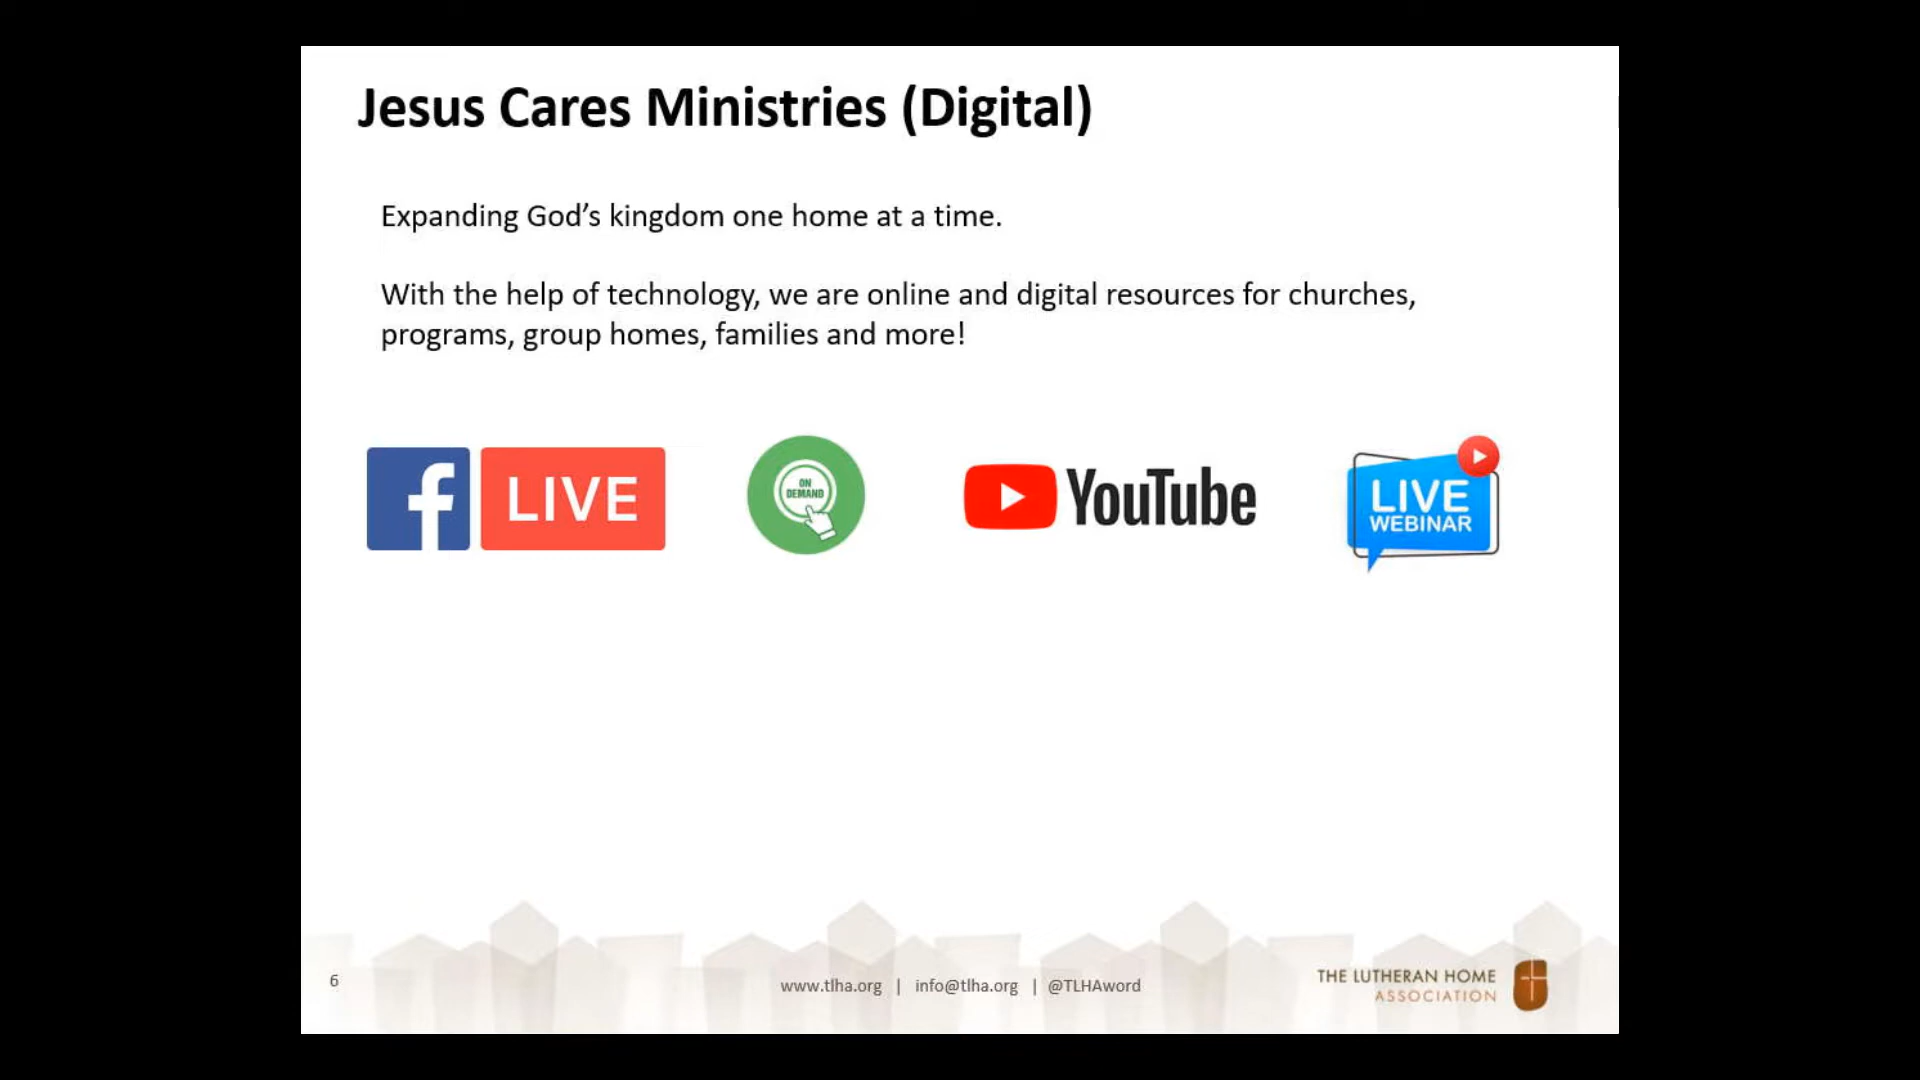 Jesus Cares Ministries (Digital)
Expanding God’s kingdom one home at a time.
With the help of technology, we are online and digital resources for churches,
programs, group homes, families and more!
f LIVE
ON
DEMAND
YouTube
LIVE
WEBINAR
6
www.tlha.org | info@tlha.org | @TLHAword
THE LUTHERAN HOME
ASSOCIATION